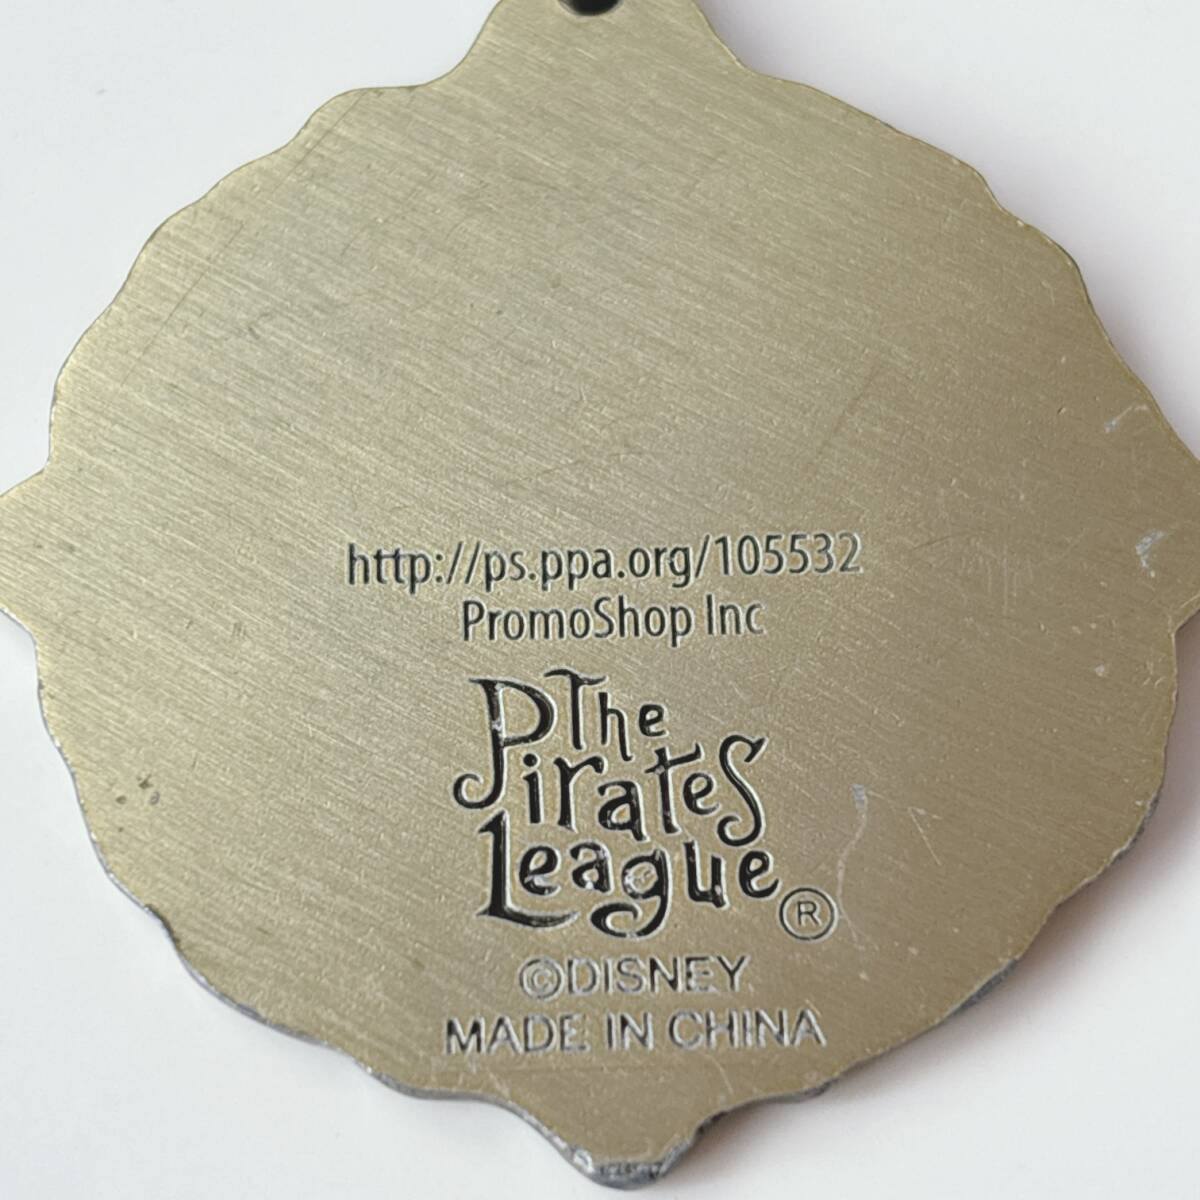 http://ps.ppa.org/105532
PromoShop Inc
The
Pirates
League®
©DISNEY
MADE IN CHINA